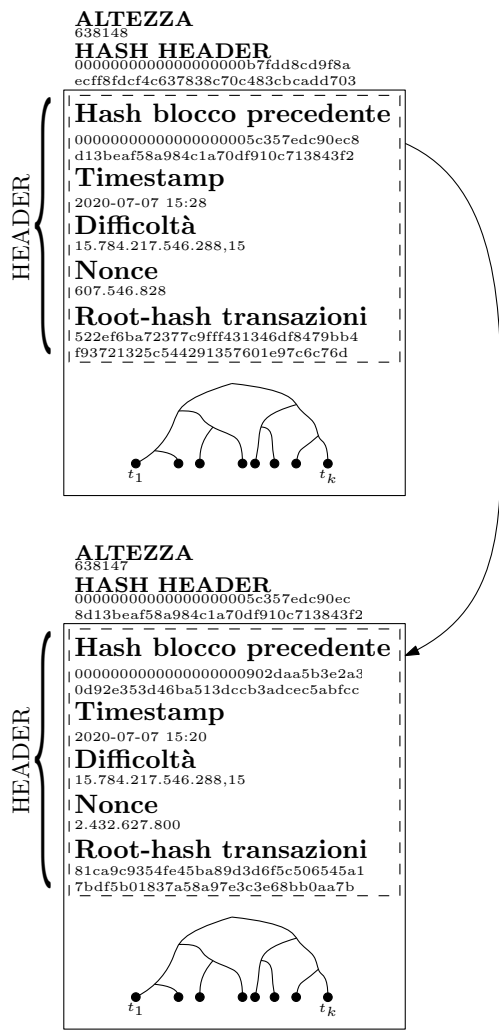 ALTEZZA
638148
HASH HEADER
0000000000000000000b7fdd8cd9f8a
ecff8fdcf4c637838c70c483cbcadd703
Hash blocco precedente
00000000000000000005c357edc90ec8
d13beaf58a984c1a70df910c713843f2
Timestamp
2020-07-07 15:28
Difficoltà
15.784.217.546.288,15
Nonce
607.546.828
Root-hash transazioni
522ef6ba72377c9fff431346df8479bb4
f93721325c544291357601e97c6c76d
HEADER
t1
tk
ALTEZZA
638147
HASH HEADER
00000000000000000005c357edc90ec
8d13beaf58a984c1a70df910c713843f2
Hash blocco precedente
0000000000000000000902daa5b3e2a3
0d92e353d46ba513dccb3adcec5abfcc
Timestamp
2020-07-07 15:20
Difficoltà
15.784.217.546.288,15
Nonce
2.432.627.800
Root-hash transazioni
81ca9c9354fe45ba89d3d6f5c506545a1
7bdf5b01837a58a97e3c3e68bb0aa7b
HEADER
t1
tk